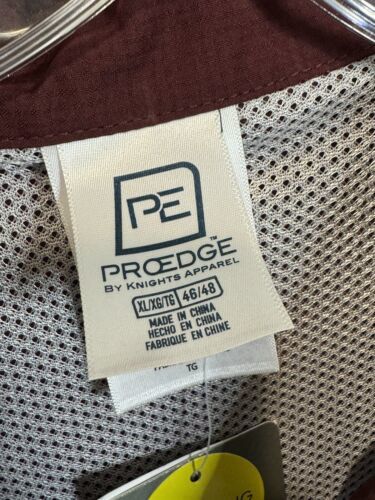 PE
PROEDGE™
BY KNIGHTS APPAREL
XL/XG/TG 46/48
MADE IN CHINA
HECHO EN CHINA
FABRIQUE EN CHINE
TG